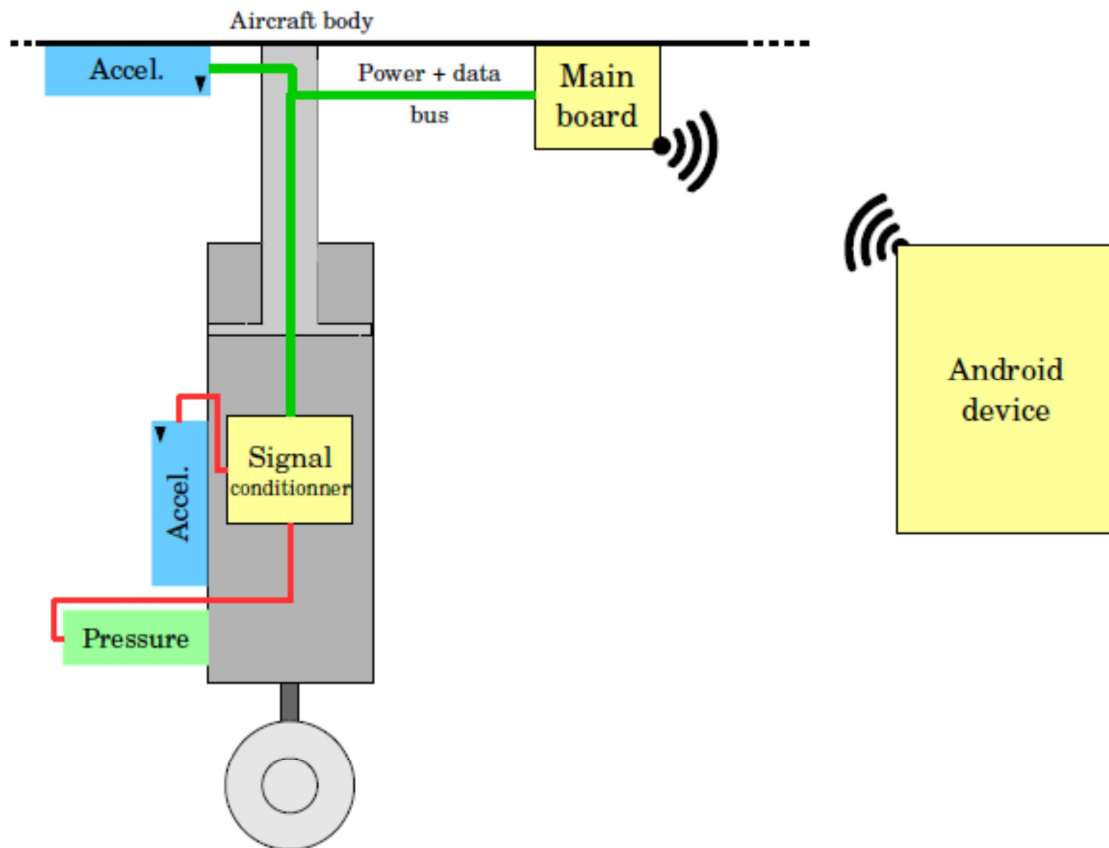 Aircraft body
Accel.
Power + data
bus
Main
board
Android
device
Signal
conditionner
Accel.
Pressure